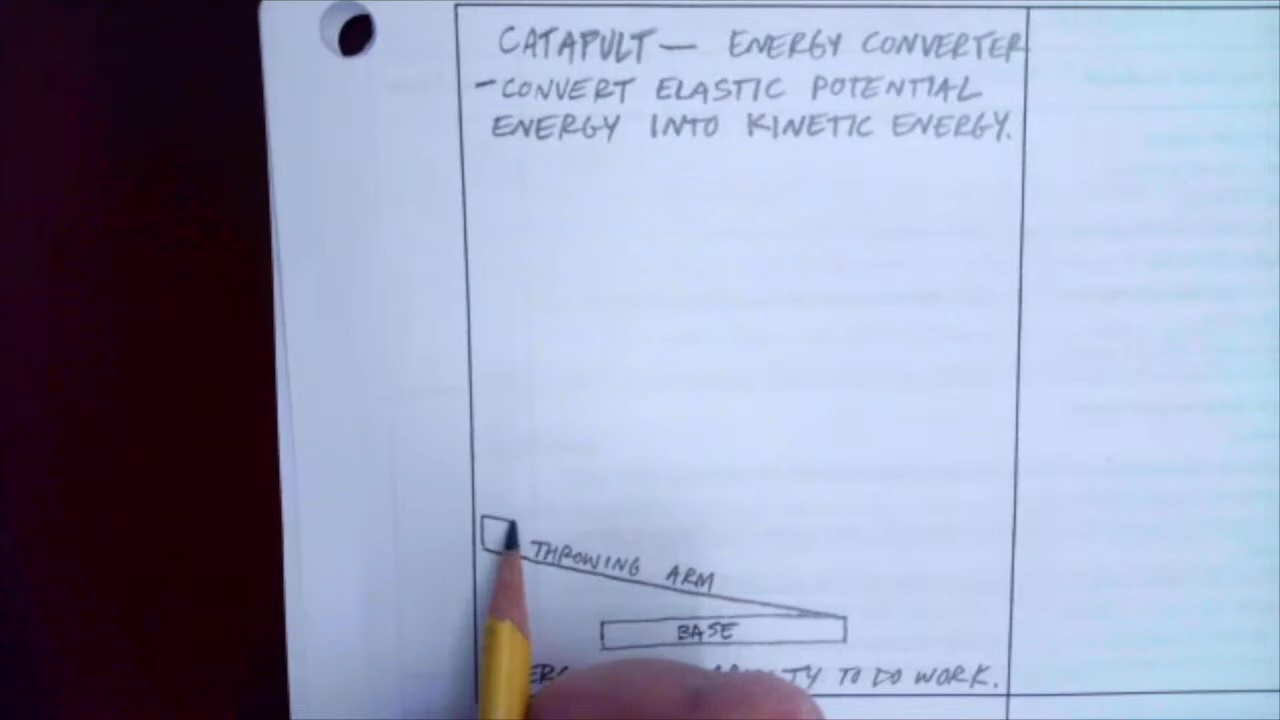 CATAPULT — ENERGY CONVERTER
- CONVERT ELASTIC POTENTIAL
ENERGY INTO KINETIC ENERGY.
THROWING ARM
BASE
TO DO WORK.